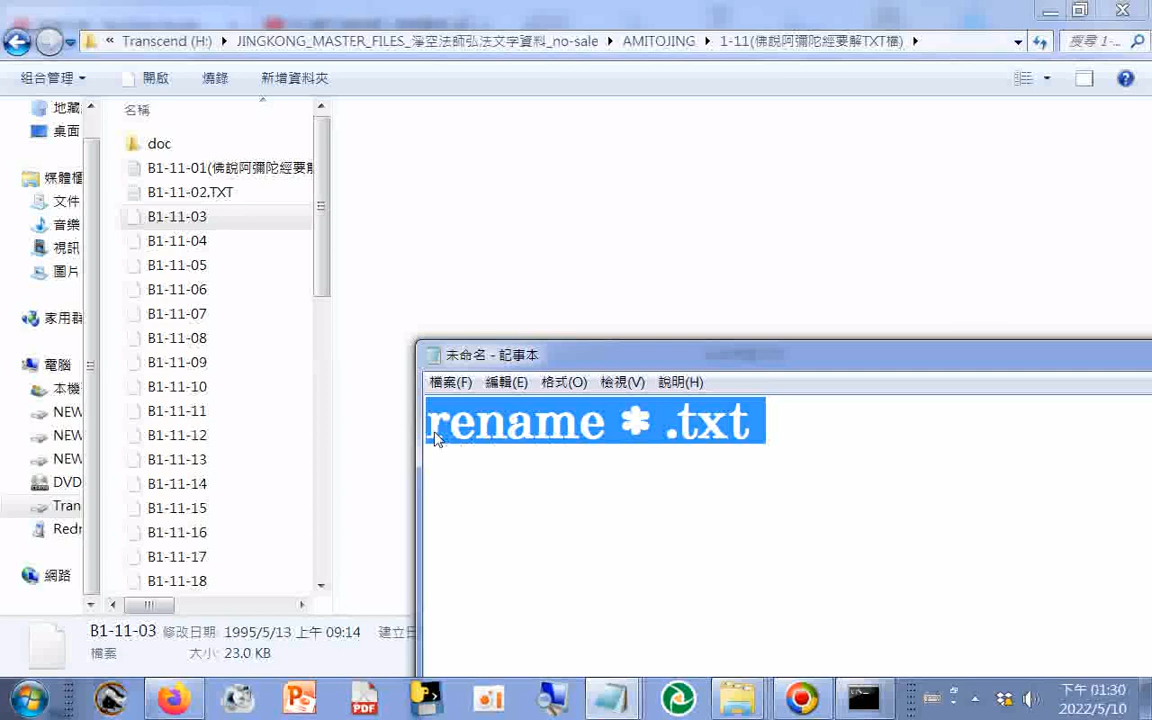 « Transcend (H:) ▸ JINGKONG_MASTER_FILES_淨空法師弘法文字資料_no-sale ▸ AMITOJING ▸ 1-11(佛說阿彌陀經要解TXT檔) ▸
搜尋 1-...
組合管理 開啟 燒錄 新增資料夾
名稱
地藏
桌面
媒體櫃
文件
音樂
視訊
圖片
家用群
電腦
本機
NEW
NEW
NEW
DVD
Tran
Redr
網路
doc
B1-11-01(佛說阿彌陀經要解
B1-11-02.TXT
B1-11-03
B1-11-04
B1-11-05
B1-11-06
B1-11-07
B1-11-08
B1-11-09
B1-11-10
B1-11-11
B1-11-12
B1-11-13
B1-11-14
B1-11-15
B1-11-16
B1-11-17
B1-11-18
未命名 - 記事本
檔案(F) 編輯(E) 格式(O) 檢視(V) 說明(H)
rename * .txt
B1-11-03 修改日期: 1995/5/13 上午 09:14 建立日
檔案 大小: 23.0 KB
下午 01:30
2022/5/10